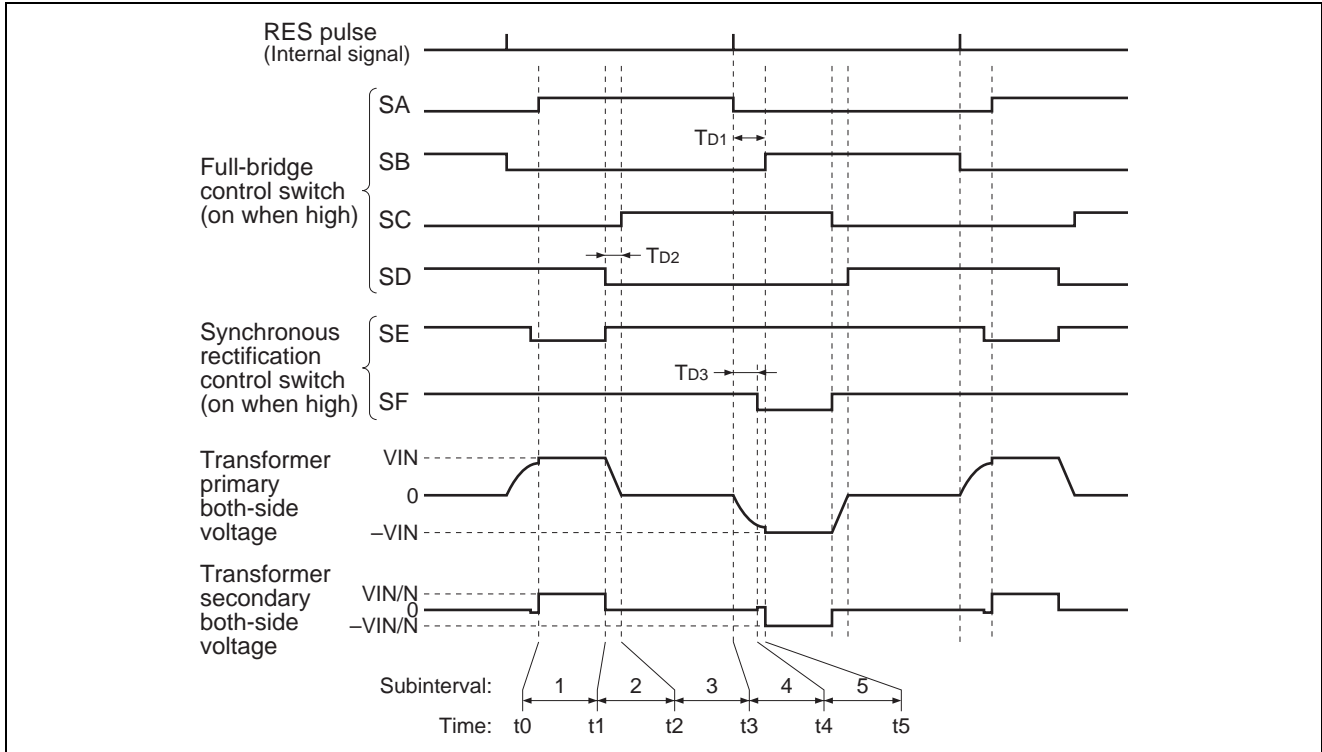 RES pulse
(Internal signal)
Full-bridge
control switch
(on when high)
SA
SB
SC
SD
TD1
TD2
Synchronous
rectification
control switch
(on when high)
SE
SF
TD3
Transformer
primary
both-side
voltage
VIN
0
–VIN
Transformer
secondary
both-side
voltage
VIN/N
0
–VIN/N
Subinterval: 1 2 3 4 5
Time: t0 t1 t2 t3 t4 t5